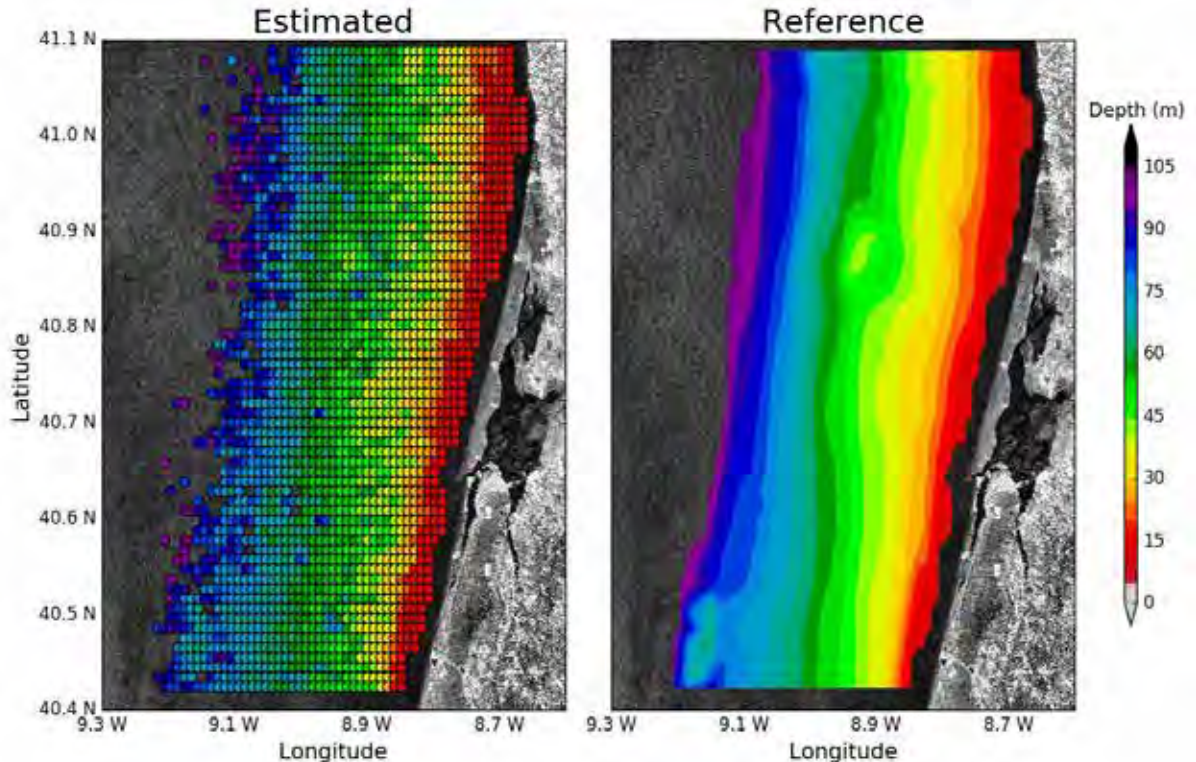 Estimated
Reference
41.1 N
41.0 N
40.9 N
40.8 N
40.7 N
40.6 N
40.5 N
40.4 N
Latitude
9.3 W 9.1 W 8.9 W 8.7 W
Longitude
9.3 W 9.1 W 8.9 W 8.7 W
Longitude
Depth (m)
105
90
75
60
45
30
15
0